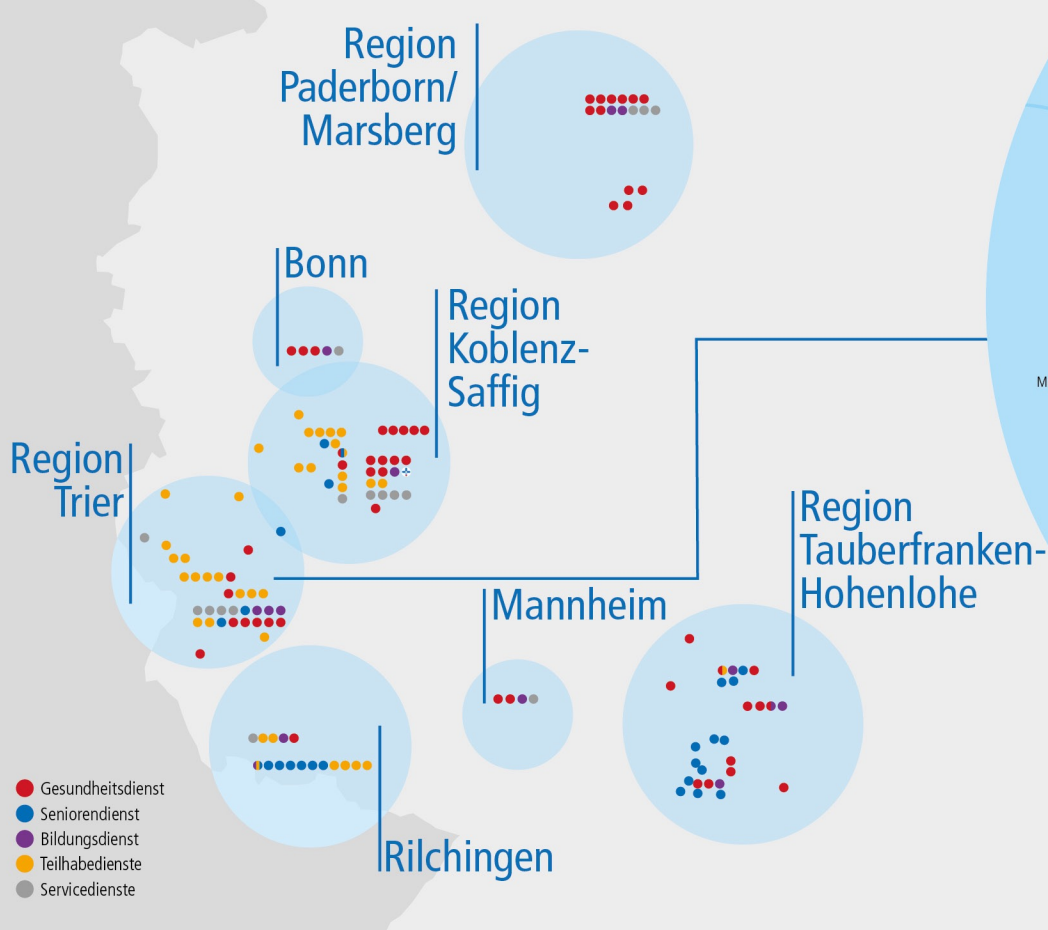 Region
Paderborn/
Marsberg
Bonn
Region
Koblenz-
Saffig
M
Region
Trier
Region
Tauberfranken-
Hohenlohe
Mannheim
Rilchingen
Gesundheitsdienst
Seniorendienst
Bildungsdienst
Teilhabedienste
Servicedienste